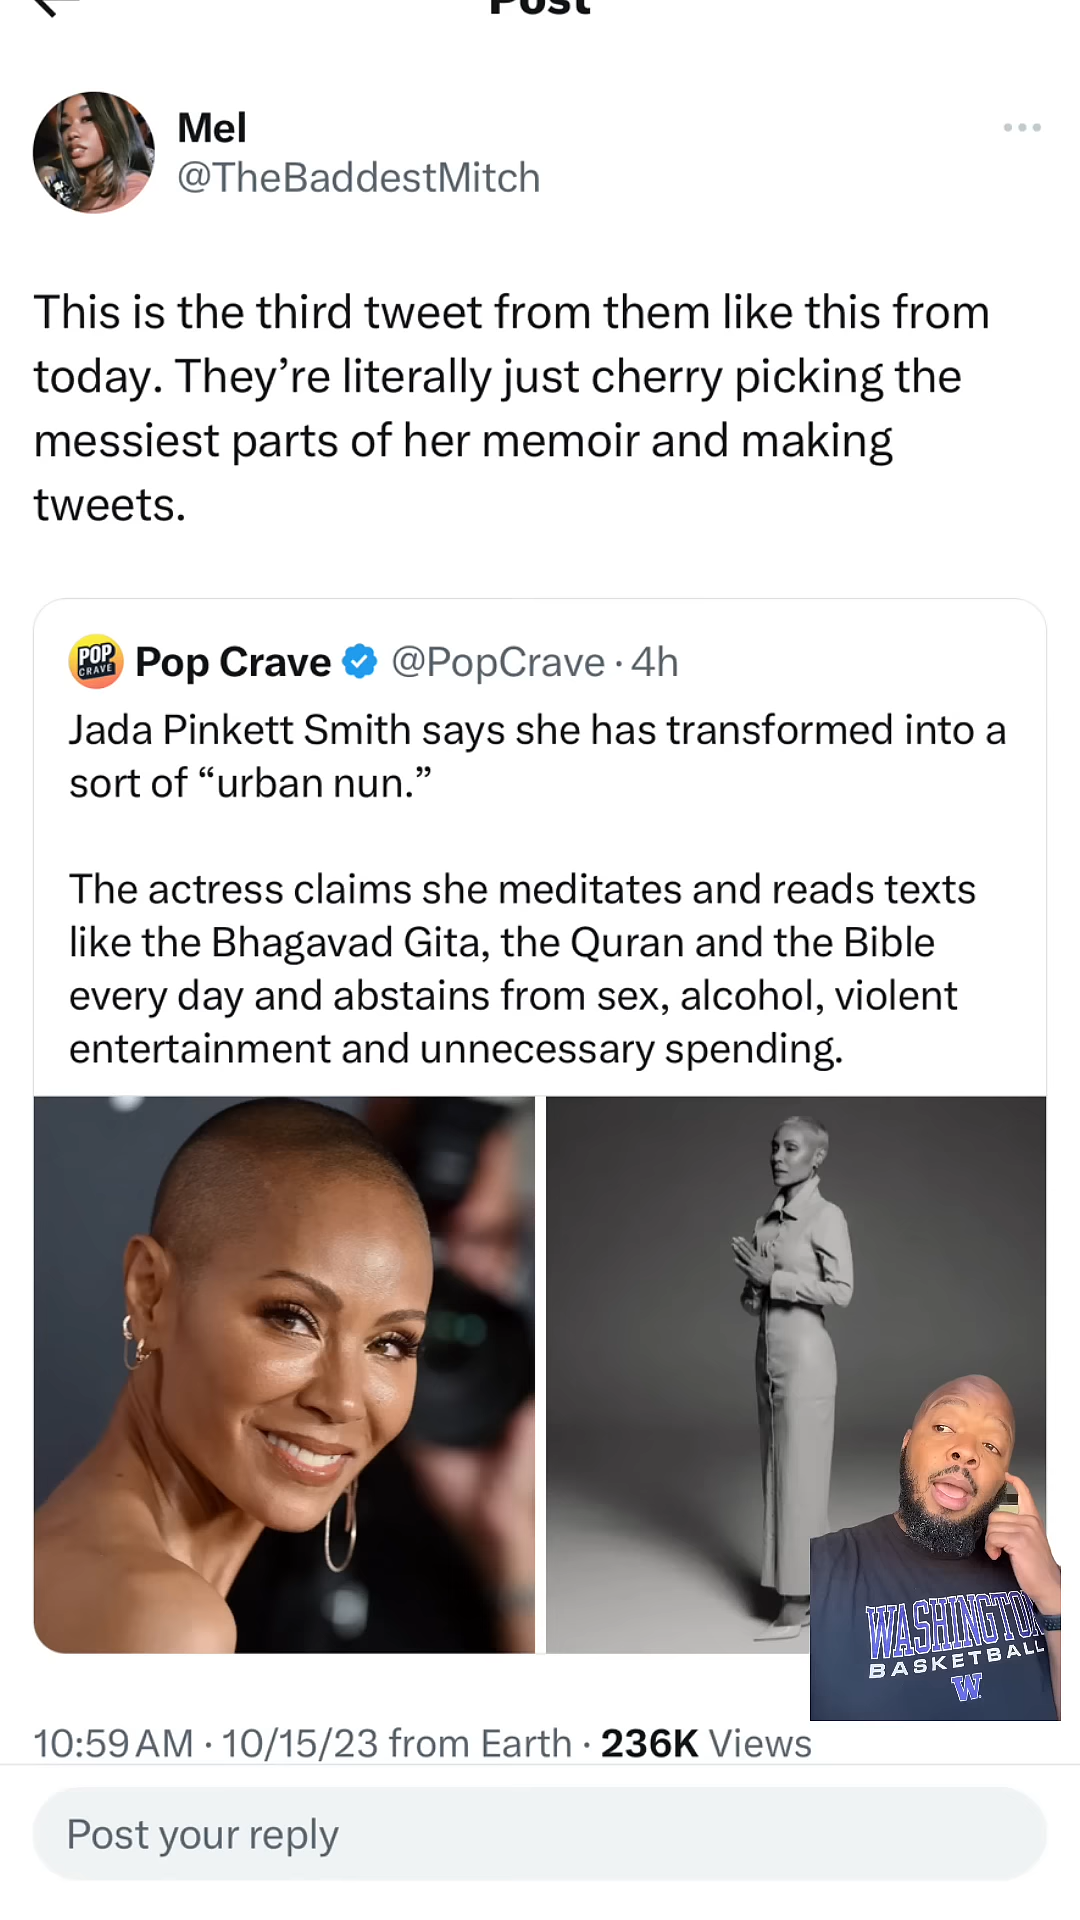 Post
Mel
@TheBaddestMitch
This is the third tweet from them like this from
today. They’re literally just cherry picking the
messiest parts of her memoir and making
tweets.
POP
CRAVE
Pop Crave @PopCrave · 4h
Jada Pinkett Smith says she has transformed into a
sort of “urban nun.”
The actress claims she meditates and reads texts
like the Bhagavad Gita, the Quran and the Bible
every day and abstains from sex, alcohol, violent
entertainment and unnecessary spending.
WASHINGTON
BASKETBALL
W
10:59 AM · 10/15/23 from Earth · 236K Views
Post your reply